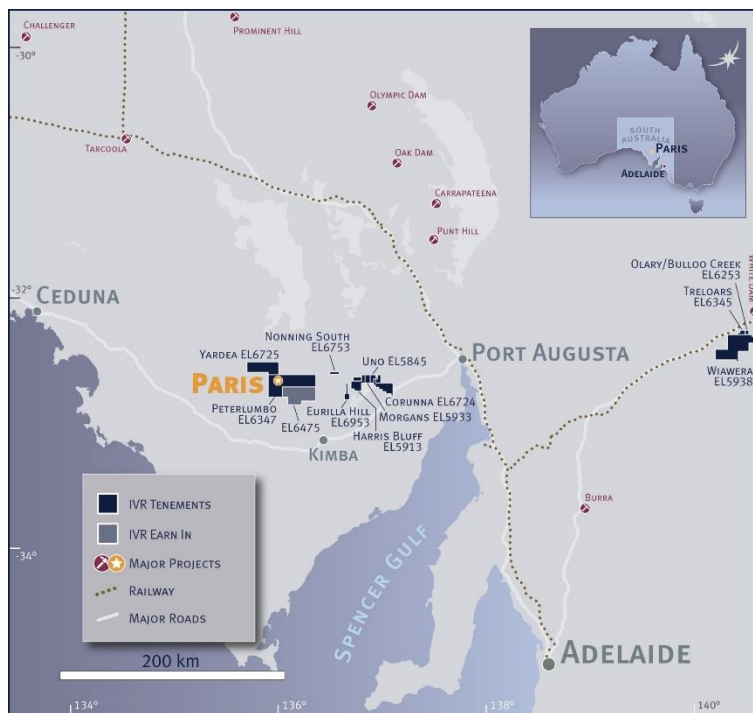 CHALLENGER
-30°
PROMINENT HILL
OLYMPIC DAM
TARCOOLA
OAK DAM
CARRAPATEENA
PUNT HILL
SOUTH
AUSTRALIA
PARIS
ADELAIDE
OLARY/BULLOO CREEK
EL6253
TRELOARS
EL6345
WHITE DAM
WIAWERA
EL5938
-32°
CEDUNA
NONNING SOUTH
EL6753
YARDEA EL6725
UNO EL5845
PORT AUGUSTA
PARIS
PETERLUMBO
EL6347
EL6475
EURILLA HILL
EL6953
CORUNNA EL6724
MORGANS EL5933
HARRIS BLUFF
EL5913
KIMBA
IVR TENEMENTS
IVR EARN IN
MAJOR PROJECTS
RAILWAY
MAJOR ROADS
BURRA
-34°
SPENCER GULF
ADELAIDE
200 km
134°
136°
138°
140°